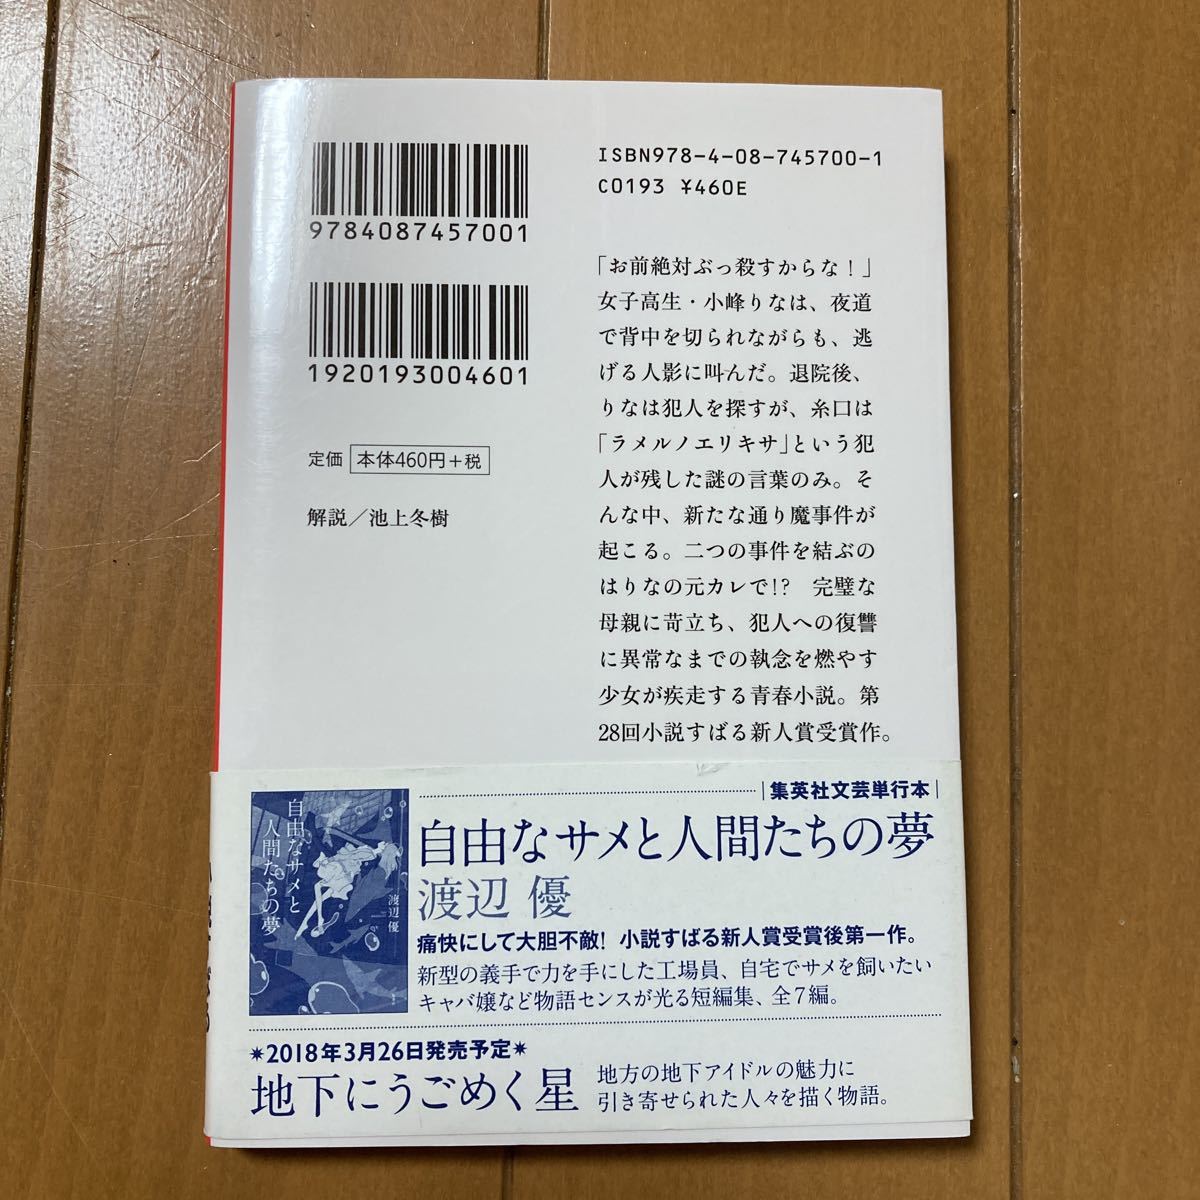 9784087457001
1920193004601
定価 本体460円+税
解説／池上冬樹
ISBN978-4-08-745700-1
C0193 ¥460E
「お前絶対ぶっ殺すからな！」
女子高生・小峰りなは、夜道
で背中を切られながらも、逃
げる人影に叫んだ。退院後、
りなは犯人を探すが、糸口は
「ラメルノエリキサ」という犯
人が残した謎の言葉のみ。そ
んな中、新たな通り魔事件が
起こる。二つの事件を結ぶの
はりなの元カレで!?　完璧な
母親に苛立ち、犯人への復讐
に異常なまでの執念を燃やす
少女が疾走する青春小説。第
28回小説すばる新人賞受賞作。
集英社文芸単行本
自由なサメと
人間たちの夢
渡辺 優
自由なサメと人間たちの夢
渡辺 優
痛快にして大胆不敵！ 小説すばる新人賞受賞後第一作。
新型の義手で力を手にした工場員、自宅でサメを飼いたい
キャバ嬢など物語センスが光る短編集、全7編。
＊2018年3月26日発売予定＊
地下にうごめく星
地方の地下アイドルの魅力に
引き寄せられた人々を描く物語。